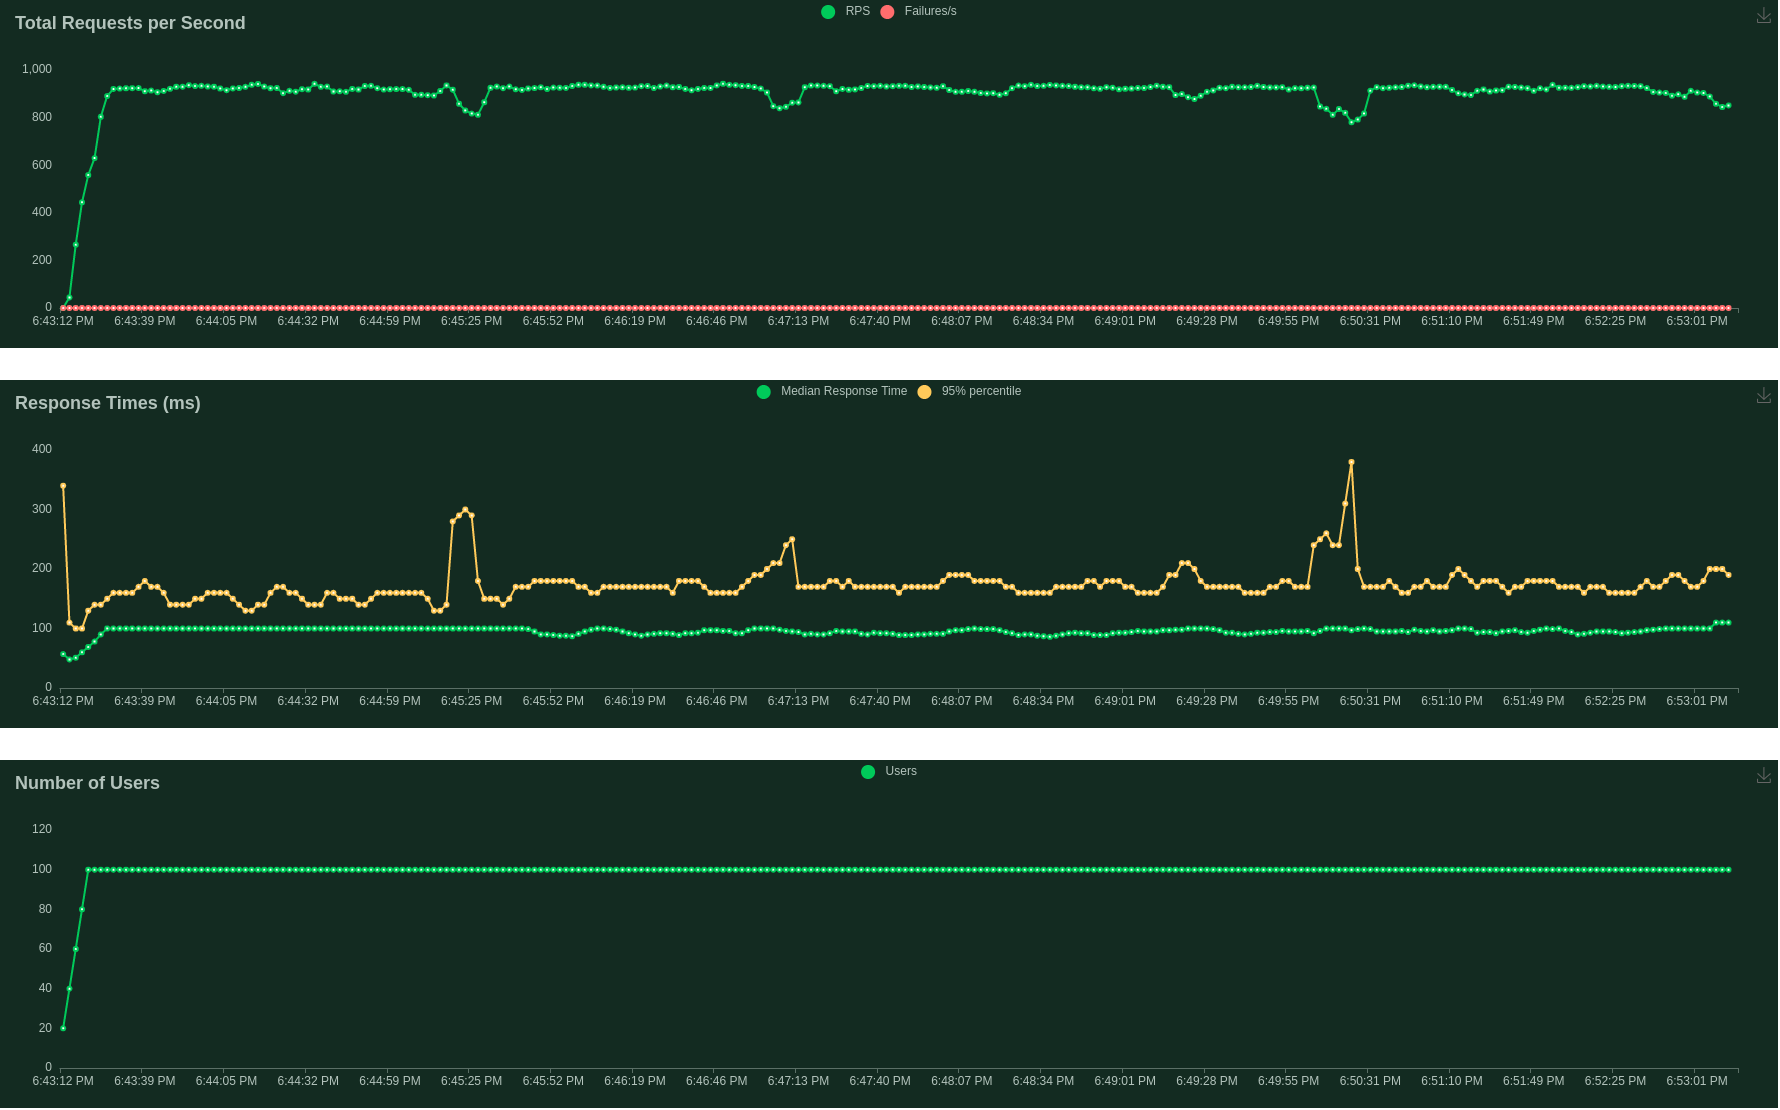 Total Requests per Second
RPS Failures/s
1,000
800
600
400
200
0
6:43:12 PM 6:43:39 PM 6:44:05 PM 6:44:32 PM 6:44:59 PM 6:45:25 PM 6:45:52 PM 6:46:19 PM 6:46:46 PM 6:47:13 PM 6:47:40 PM 6:48:07 PM 6:48:34 PM 6:49:01 PM 6:49:28 PM 6:49:55 PM 6:50:31 PM 6:51:10 PM 6:51:49 PM 6:52:25 PM 6:53:01 PM
Response Times (ms)
Median Response Time 95% percentile
400
300
200
100
0
6:43:12 PM 6:43:39 PM 6:44:05 PM 6:44:32 PM 6:44:59 PM 6:45:25 PM 6:45:52 PM 6:46:19 PM 6:46:46 PM 6:47:13 PM 6:47:40 PM 6:48:07 PM 6:48:34 PM 6:49:01 PM 6:49:28 PM 6:49:55 PM 6:50:31 PM 6:51:10 PM 6:51:49 PM 6:52:25 PM 6:53:01 PM
Number of Users
Users
120
100
80
60
40
20
0
6:43:12 PM 6:43:39 PM 6:44:05 PM 6:44:32 PM 6:44:59 PM 6:45:25 PM 6:45:52 PM 6:46:19 PM 6:46:46 PM 6:47:13 PM 6:47:40 PM 6:48:07 PM 6:48:34 PM 6:49:01 PM 6:49:28 PM 6:49:55 PM 6:50:31 PM 6:51:10 PM 6:51:49 PM 6:52:25 PM 6:53:01 PM